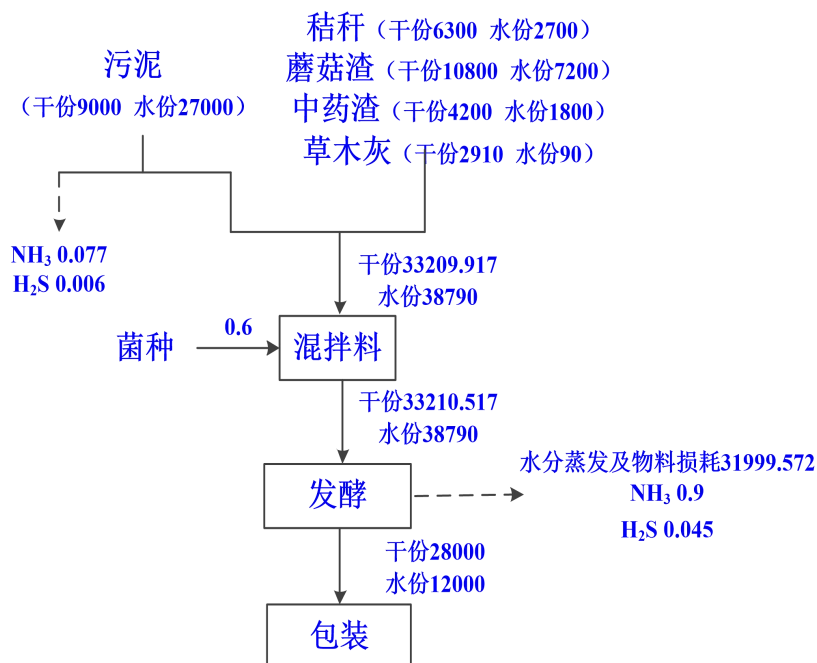 秸秆（干份6300 水份2700）
污泥
蘑菇渣（干份10800 水份7200）
（干份9000 水份27000）
中药渣（干份4200 水份1800）
草木灰（干份2910 水份90）
NH₃ 0.077
H₂S 0.006
干份33209.917
水份38790
菌种
0.6
混拌料
干份33210.517
水份38790
水分蒸发及物料损耗31999.572
发酵
NH₃ 0.9
H₂S 0.045
干份28000
水份12000
包装